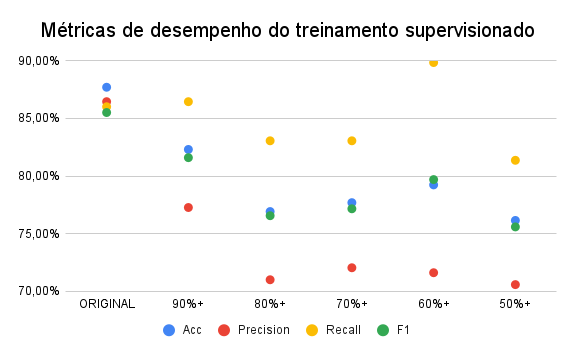 Métricas de desempenho do treinamento supervisionado
90,00%
85,00%
80,00%
75,00%
70,00%
ORIGINAL 90%+ 80%+ 70%+ 60%+ 50%+
Acc Precision Recall F1